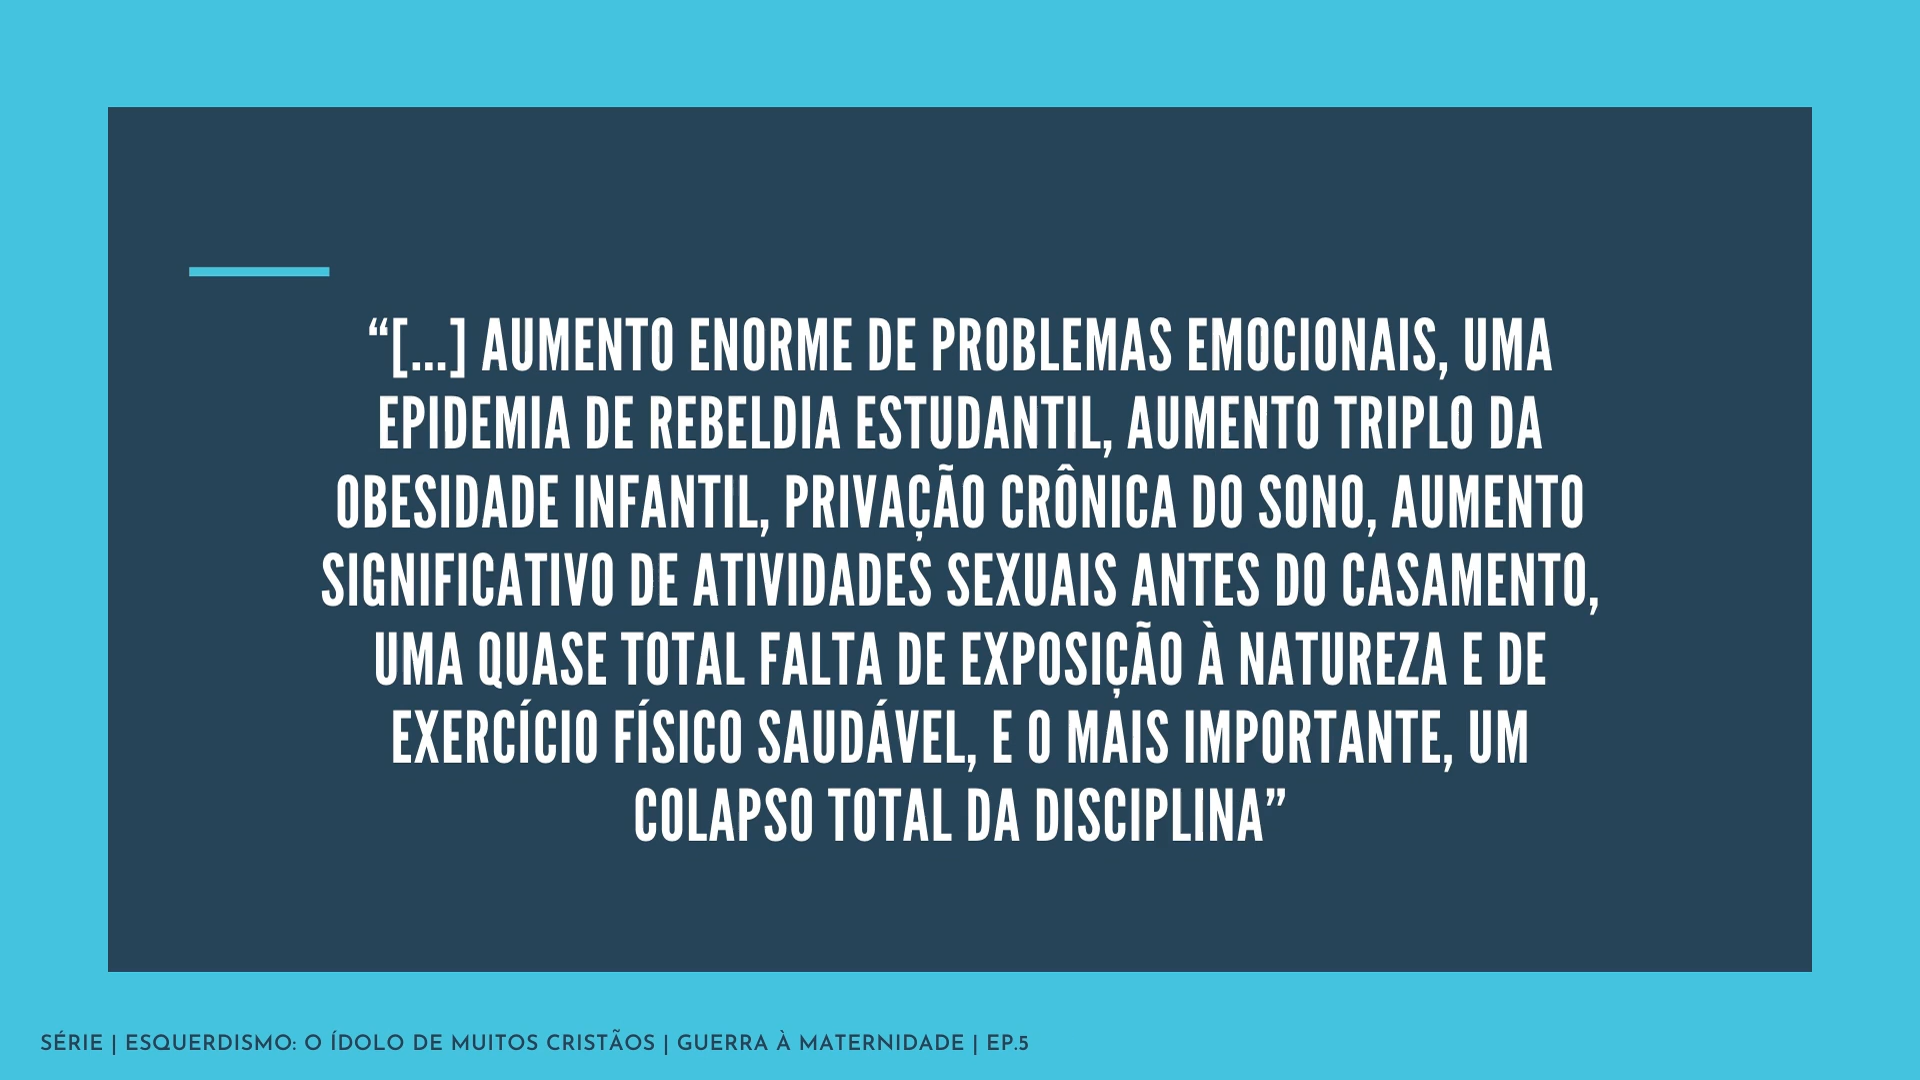 “[...] AUMENTO ENORME DE PROBLEMAS EMOCIONAIS, UMA
EPIDEMIA DE REBELDIA ESTUDANTIL, AUMENTO TRIPLO DA
OBESIDADE INFANTIL, PRIVAÇÃO CRÔNICA DO SONO, AUMENTO
SIGNIFICATIVO DE ATIVIDADES SEXUAIS ANTES DO CASAMENTO,
UMA QUASE TOTAL FALTA DE EXPOSIÇÃO À NATUREZA E DE
EXERCÍCIO FÍSICO SAUDÁVEL, E O MAIS IMPORTANTE, UM
COLAPSO TOTAL DA DISCIPLINA”
SÉRIE | ESQUERDISMO: O ÍDOLO DE MUITOS CRISTÃOS | GUERRA À MATERNIDADE | EP.5